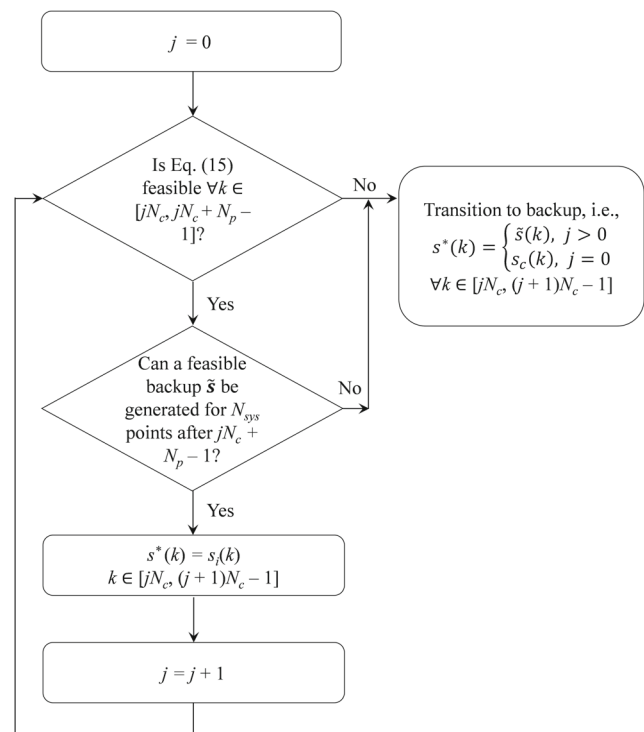 j = 0
Is Eq. (15)
feasible ∀k ∈
[jN_c, jN_c + N_p –
1]?
No
Transition to backup, i.e.,
s*(k) = { s̃(k), j > 0
s_c(k), j = 0
∀k ∈ [jN_c, (j + 1)N_c – 1]
Yes
Can a feasible
backup s̃ be
generated for N_sys
points after jN_c +
N_p – 1?
No
Yes
s*(k) = s_i(k)
k ∈ [jN_c, (j + 1)N_c – 1]
j = j + 1